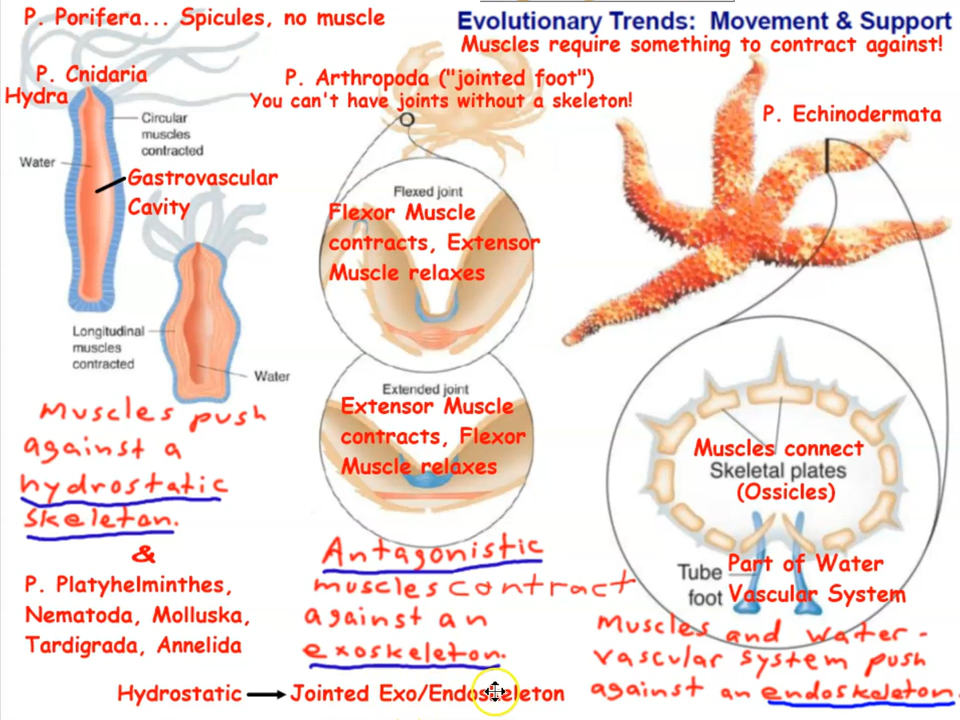 P. Porifera... Spicules, no muscle
Evolutionary Trends: Movement & Support
Muscles require something to contract against!
P. Cnidaria
Hydra
Circular
muscles
contracted
Water
Gastrovascular
Cavity
Longitudinal
muscles
contracted
Water
Muscles push
against a
hydrostatic
skeleton.
&
P. Platyhelminthes,
Nematoda, Molluska,
Tardigrada, Annelida
P. Arthropoda ("jointed foot")
You can't have joints without a skeleton!
Flexed joint
Flexor Muscle
contracts, Extensor
Muscle relaxes
Extended joint
Extensor Muscle
contracts, Flexor
Muscle relaxes
Antagonistic
muscles contract
against an
exoskeleton.
P. Echinodermata
Muscles connect
Skeletal plates
(Ossicles)
Tube
foot
Part of Water
Vascular System
Muscles and water-
vascular system push
against an endoskeleton.
Hydrostatic → Jointed Exo/Endoskeleton